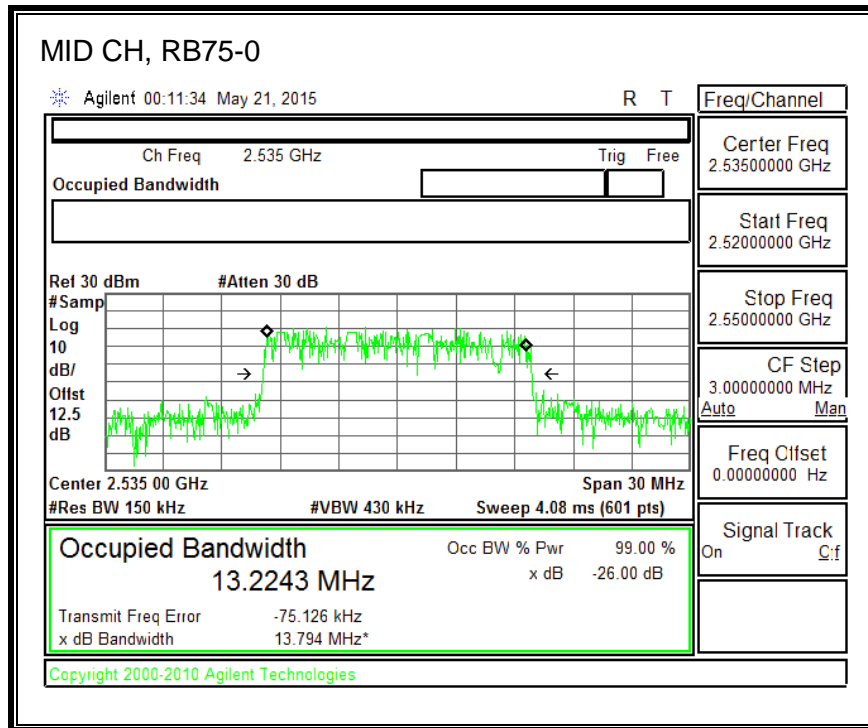 MID CH, RB75-0
Agilent 00:11:34 May 21, 2015 R T
Freq/Channel
Ch Freq 2.535 GHz Trig Free
Occupied Bandwidth
Center Freq
2.53500000 GHz
Start Freq
2.52000000 GHz
Stop Freq
2.55000000 GHz
CF Step
3.00000000 MHz
Auto Man
Freq Offset
0.00000000 Hz
Signal Track
On Off
Ref 30 dBm #Atten 30 dB
#Samp
Log
10
dB/
Offst
12.5
dB
Center 2.535 00 GHz Span 30 MHz
#Res BW 150 kHz #VBW 430 kHz Sweep 4.08 ms (601 pts)
Occupied Bandwidth
13.2243 MHz
Occ BW % Pwr 99.00 %
x dB -26.00 dB
Transmit Freq Error -75.126 kHz
x dB Bandwidth 13.794 MHz*
Copyright 2000-2010 Agilent Technologies